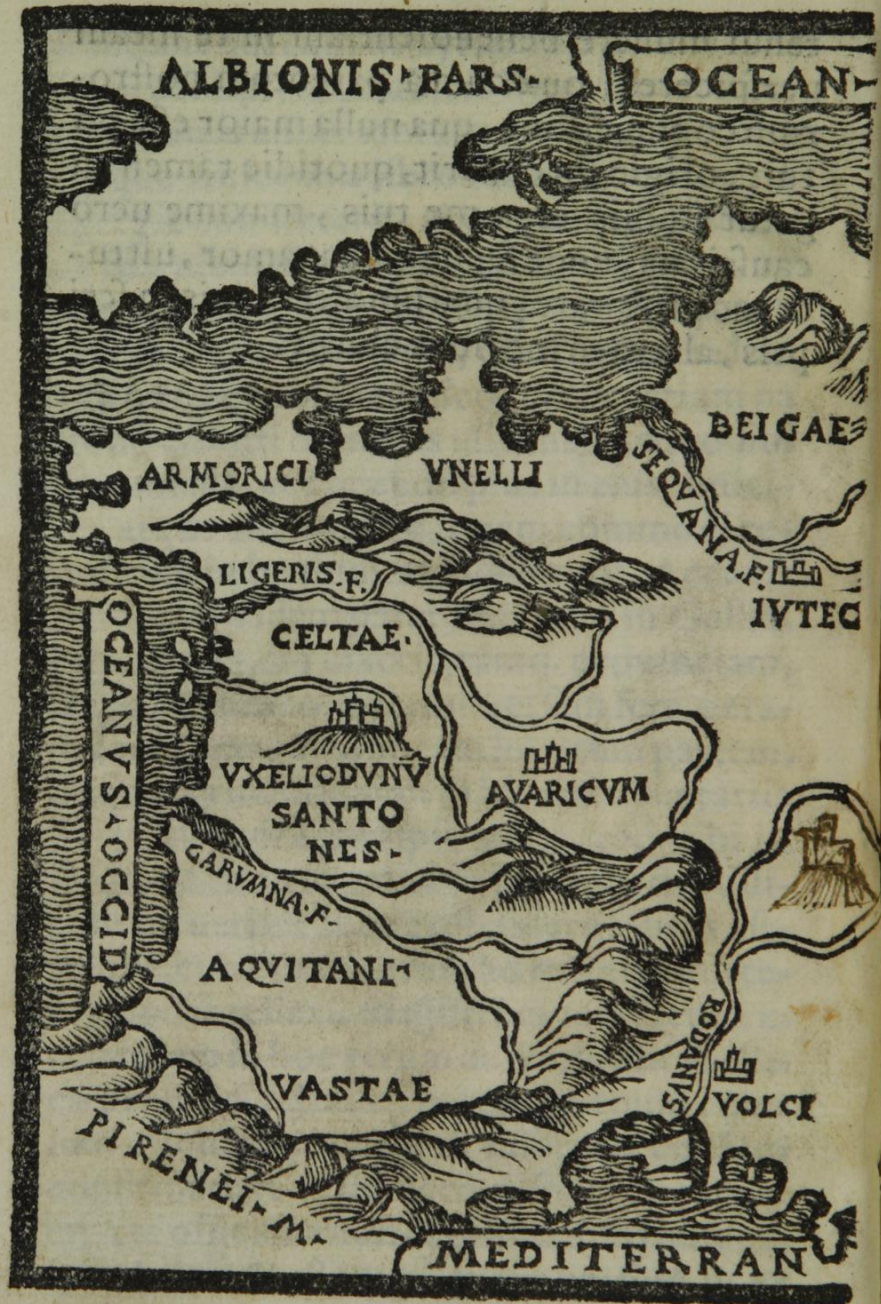 ALBIONIS PARS
OCEAN
BEIGAE
ARMORICI
VNELLI
SEQVANA.F.
LIGERIS.F.
IVTEC
CELTAE.
OCEANVS OCCID
VXELIODVNV̂
AVARICVM
SANTO
NES-
GARVMNA.F.
AQVITANI
RODANVS
VASTAE
VOLCI
PIRENEI-M
MEDITERRAN